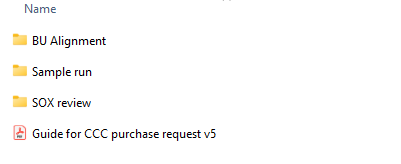 Name
BU Alignment
Sample run
SOX review
Guide for CCC purchase request v5